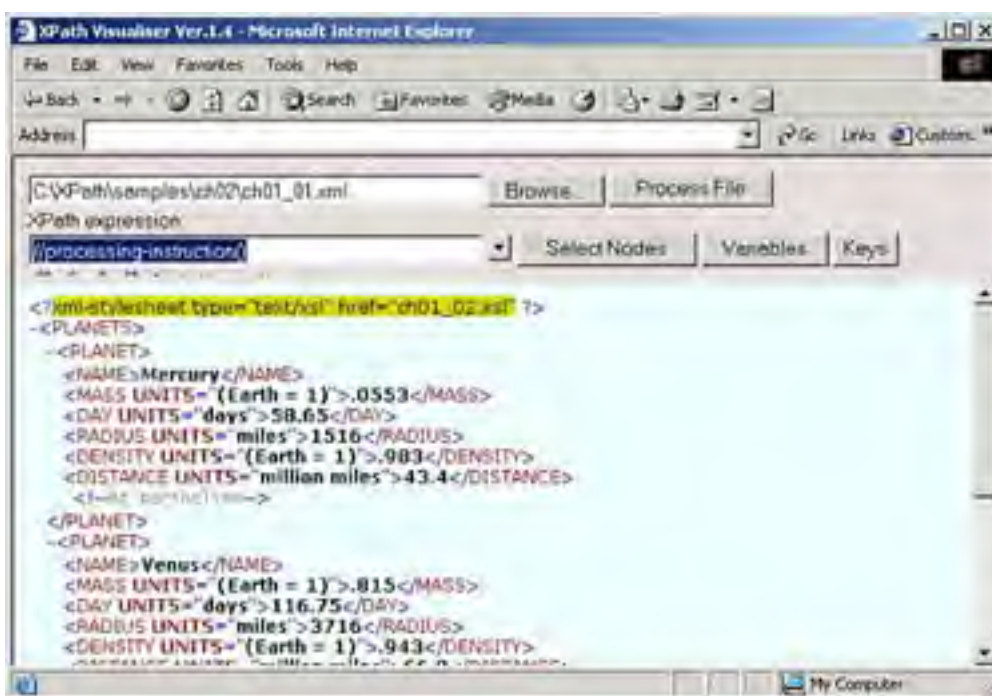 XPath Visualiser Ver.1.4 - Microsoft Internet Explorer
File Edit View Favorites Tools Help
Back Search Favorites Media
Address Go Links Custom
C:\XPath\samples\ch02\ch01_01.xml Browse... Process File
XPath expression
//processing-instruction() Select Nodes Variables Keys
<?xml-stylesheet type="text/xsl" href="ch01_02.xsl" ?>
-<PLANETS>
-<PLANET>
<NAME>Mercury</NAME>
<MASS UNITS="(Earth = 1)">.0553</MASS>
<DAY UNITS="days">58.65</DAY>
<RADIUS UNITS="miles">1516</RADIUS>
<DENSITY UNITS="(Earth = 1)">.983</DENSITY>
<DISTANCE UNITS="million miles">43.4</DISTANCE>
<!--At perihelion-->
</PLANET>
-<PLANET>
<NAME>Venus</NAME>
<MASS UNITS="(Earth = 1)">.815</MASS>
<DAY UNITS="days">116.75</DAY>
<RADIUS UNITS="miles">3716</RADIUS>
<DENSITY UNITS="(Earth = 1)">.943</DENSITY>
My Computer